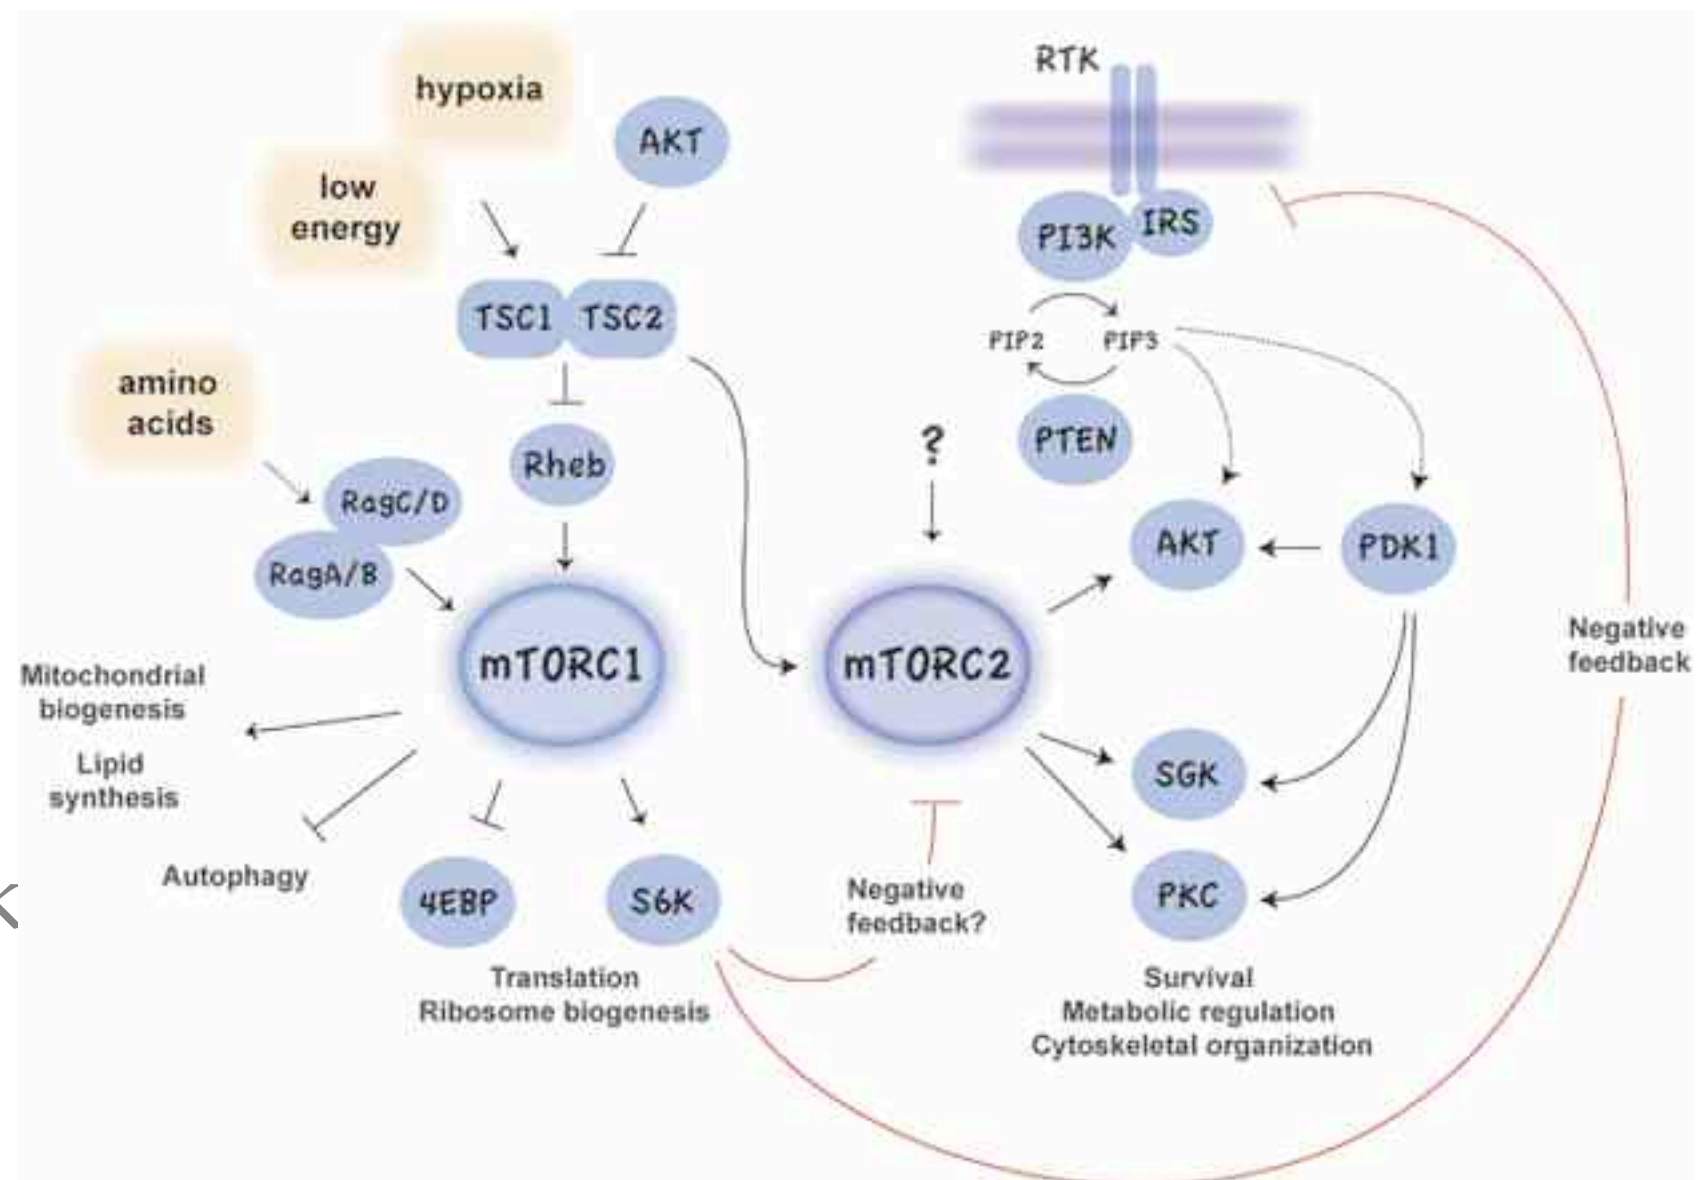 hypoxia
AKT
low
energy
TSC1 TSC2
amino
acids
Rheb
RagC/D
RagA/B
mTORC1
Mitochondrial
biogenesis
Lipid
synthesis
Autophagy
4EBP
S6K
Translation
Ribosome biogenesis
RTK
PI3K IRS
PIP2 PIP3
PTEN
?
AKT
PDK1
mTORC2
SGK
PKC
Negative
feedback?
Survival
Metabolic regulation
Cytoskeletal organization
Negative
feedback